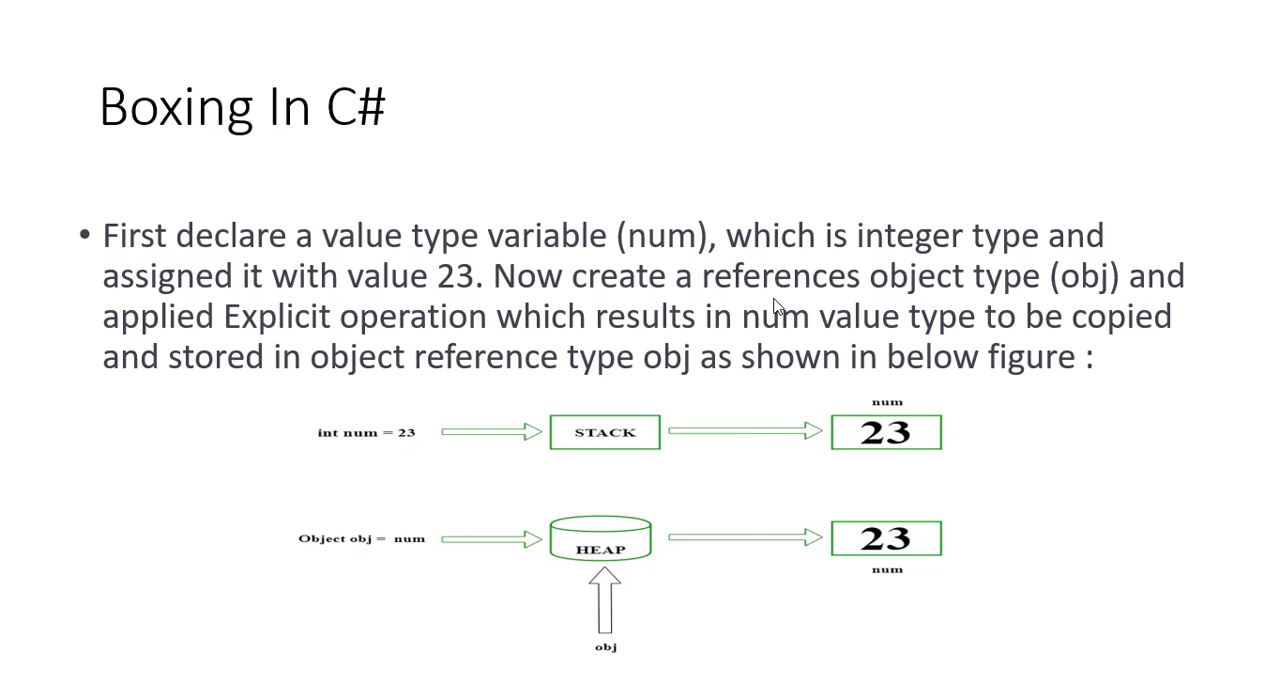 Boxing In C#
• First declare a value type variable (num), which is integer type and
assigned it with value 23. Now create a references object type (obj) and
applied Explicit operation which results in num value type to be copied
and stored in object reference type obj as shown in below figure :
num
int num = 23
STACK
23
Object obj = num
HEAP
23
num
obj